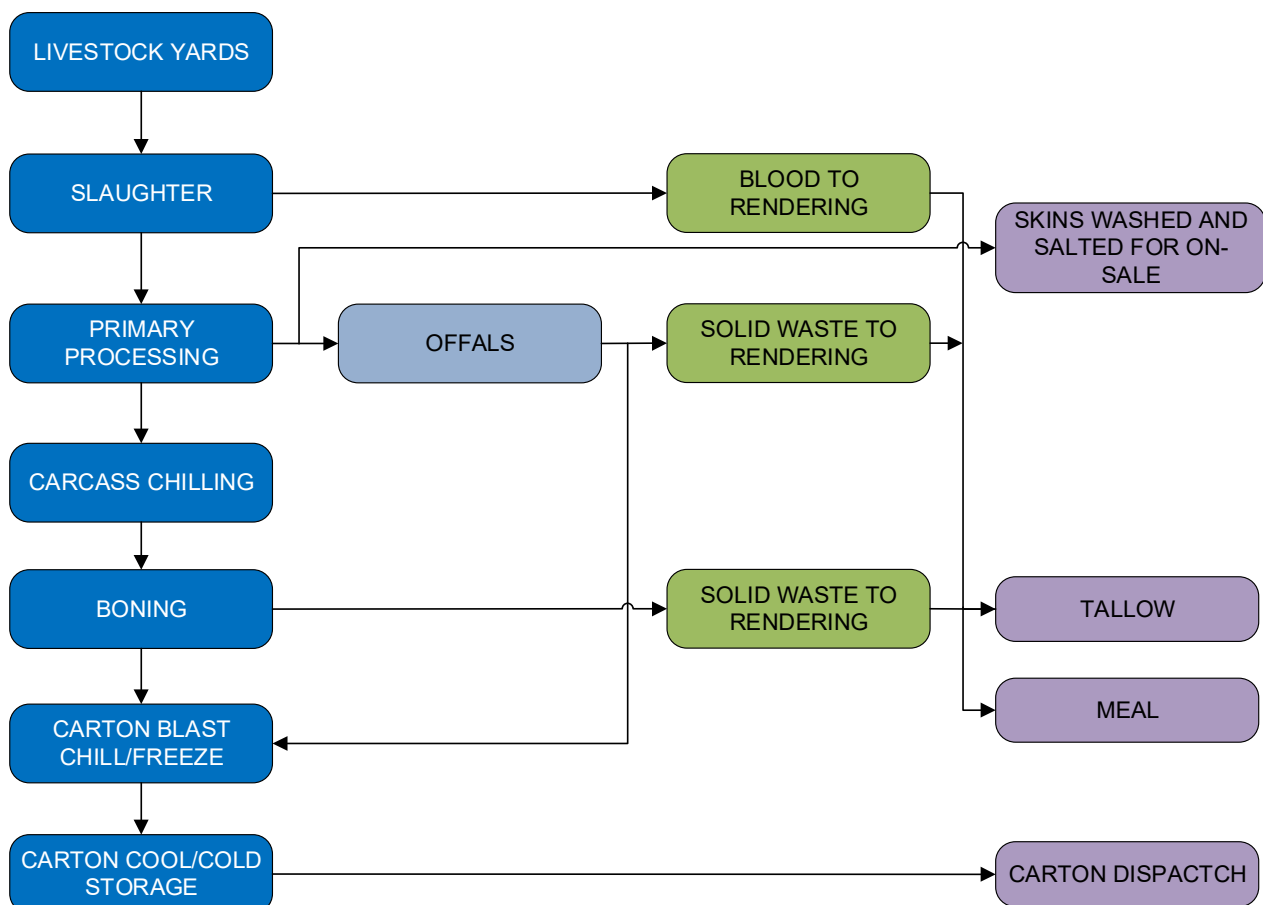 LIVESTOCK YARDS
SLAUGHTER
BLOOD TO
RENDERING
SKINS WASHED AND
SALTED FOR ON-
SALE
PRIMARY
PROCESSING
OFFALS
SOLID WASTE TO
RENDERING
CARCASS CHILLING
BONING
SOLID WASTE TO
RENDERING
TALLOW
CARTON BLAST
CHILL/FREEZE
MEAL
CARTON COOL/COLD
STORAGE
CARTON DISPACTCH